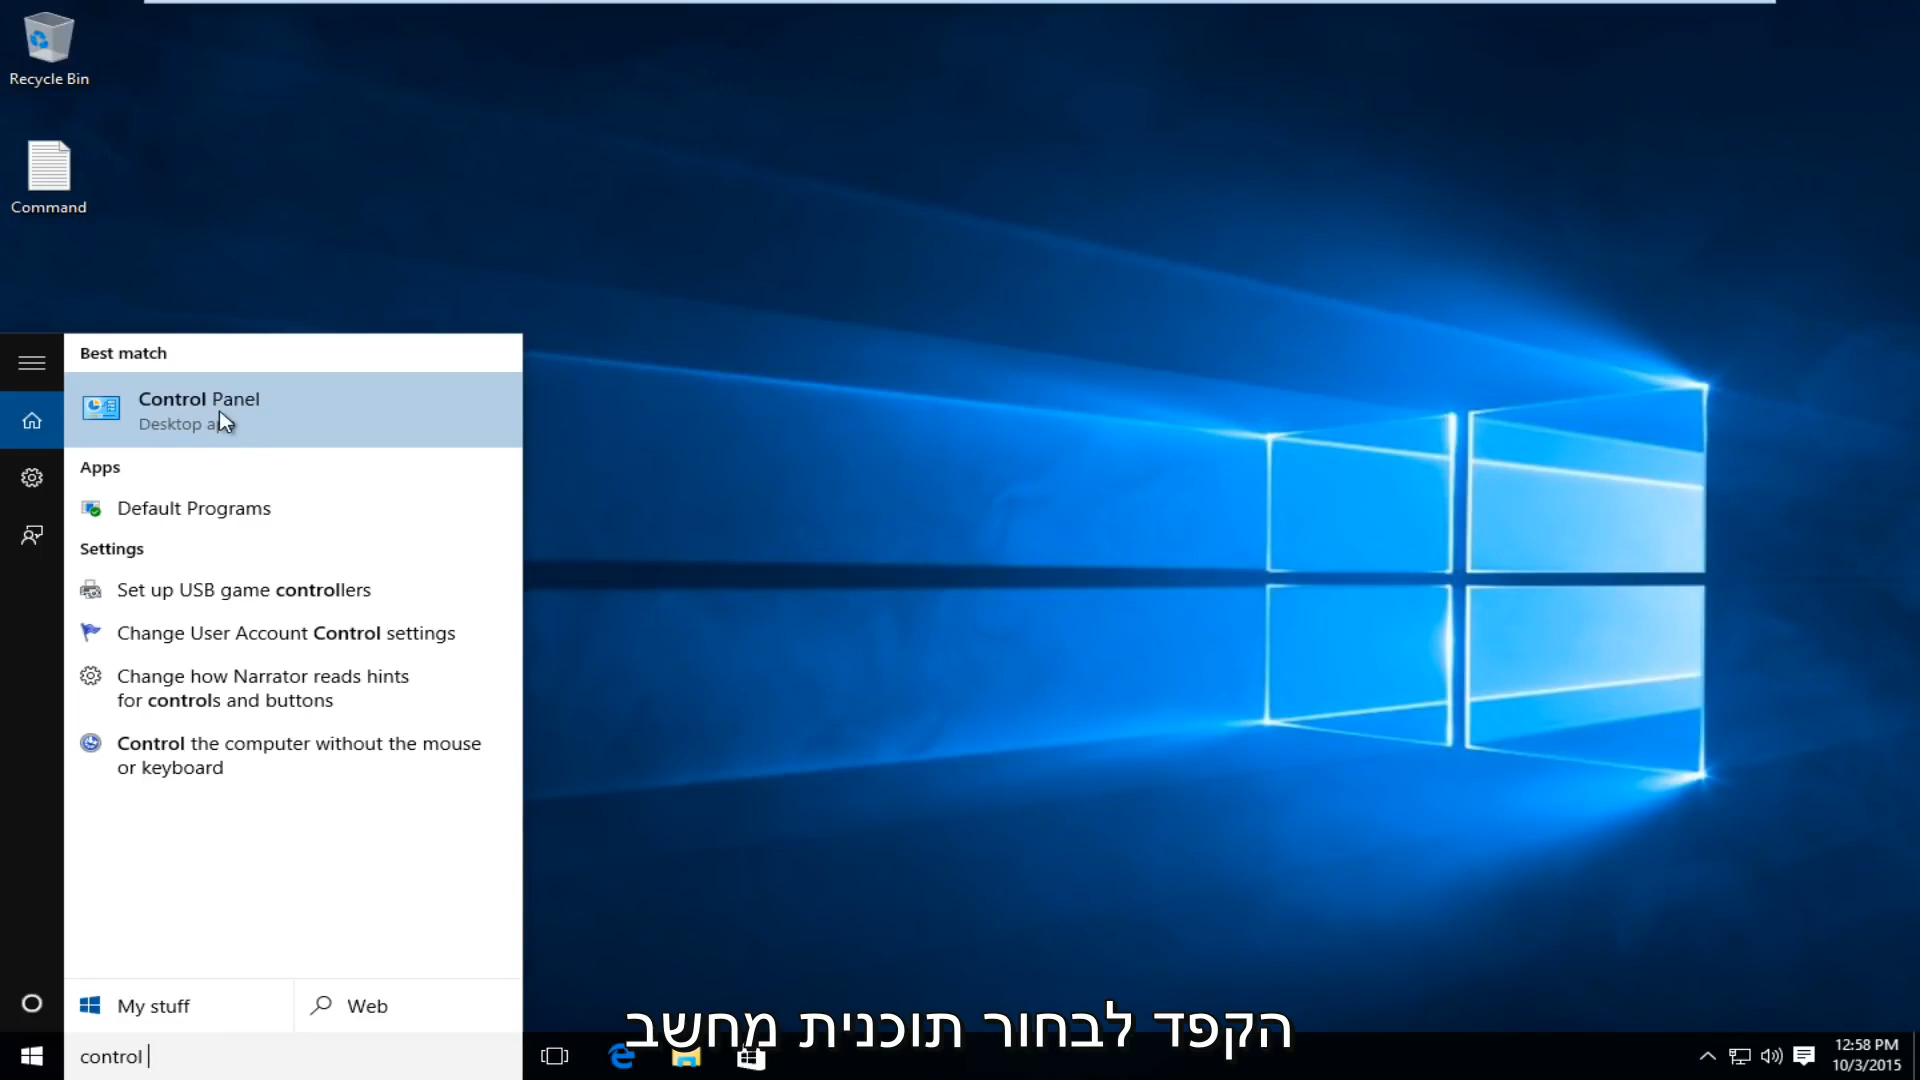 Recycle Bin
Command
Best match
Control Panel
Desktop
Apps
Default Programs
Settings
Set up USB game controllers
Change User Account Control settings
Change how Narrator reads hints
for controls and buttons
Control the computer without the mouse
or keyboard
My stuff
Web
הקפד לבחור תוכנית מחשב
control
12:58 PM
10/3/2015